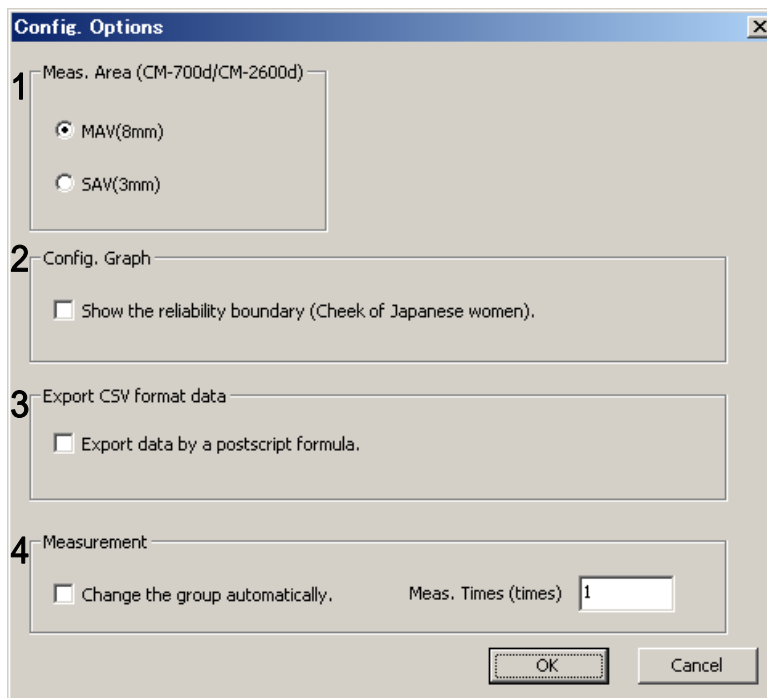 Config. Options
1
Meas. Area (CM-700d/CM-2600d)
MAV(8mm)
SAV(3mm)
2
Config. Graph
Show the reliability boundary (Cheek of Japanese women).
3
Export CSV format data
Export data by a postscript formula.
4
Measurement
Change the group automatically. Meas. Times (times) 1
OK Cancel